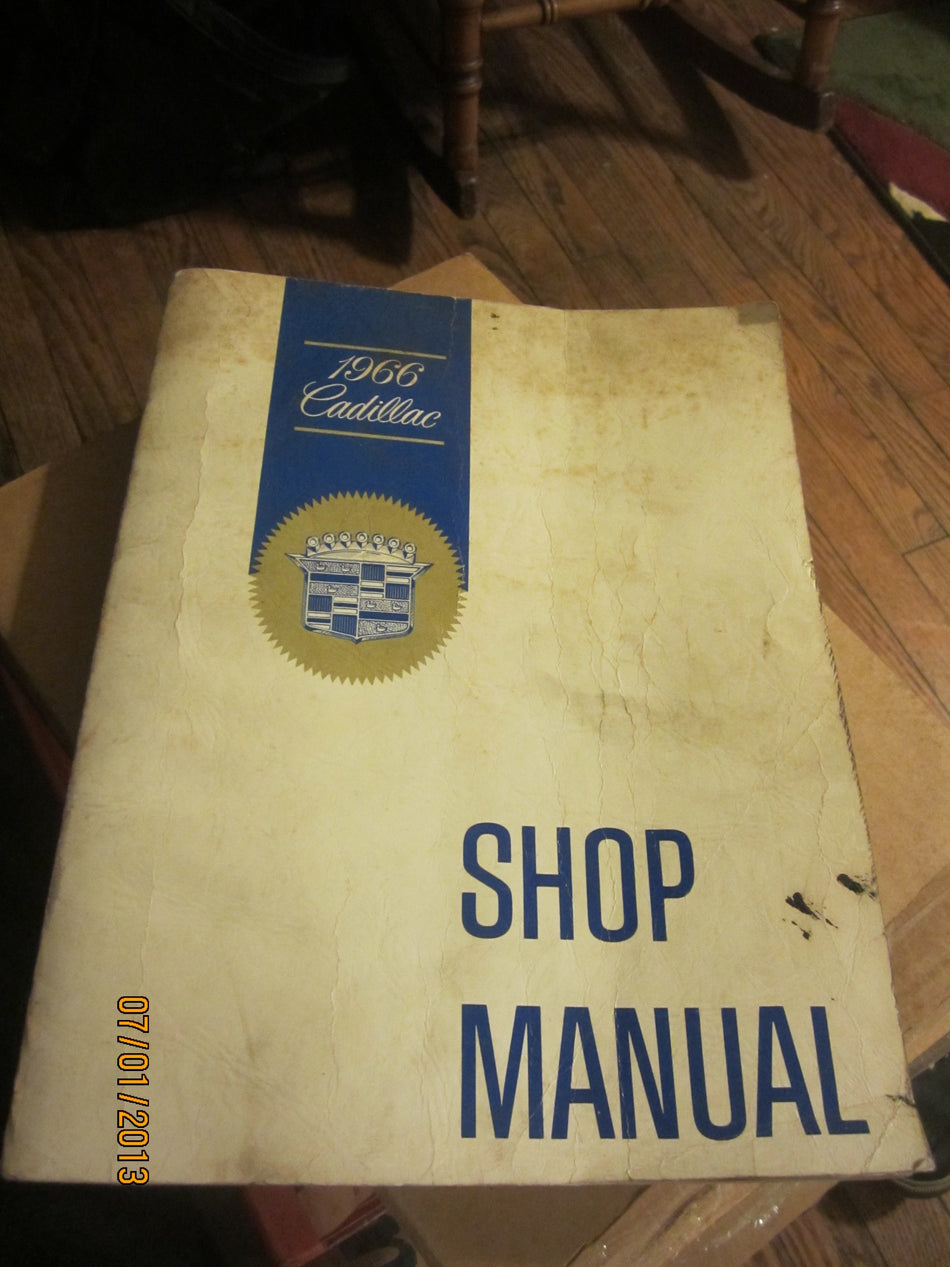 1966
Cadillac
SHOP
MANUAL
07/01/2013